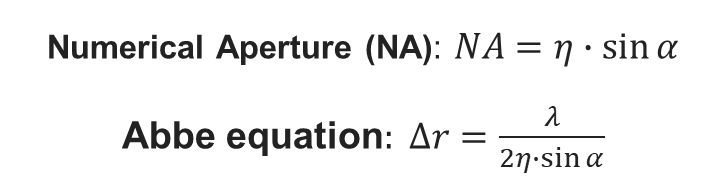 Numerical Aperture (NA): NA = η · sin α
Abbe equation: Δr = λ / 2η·sin α